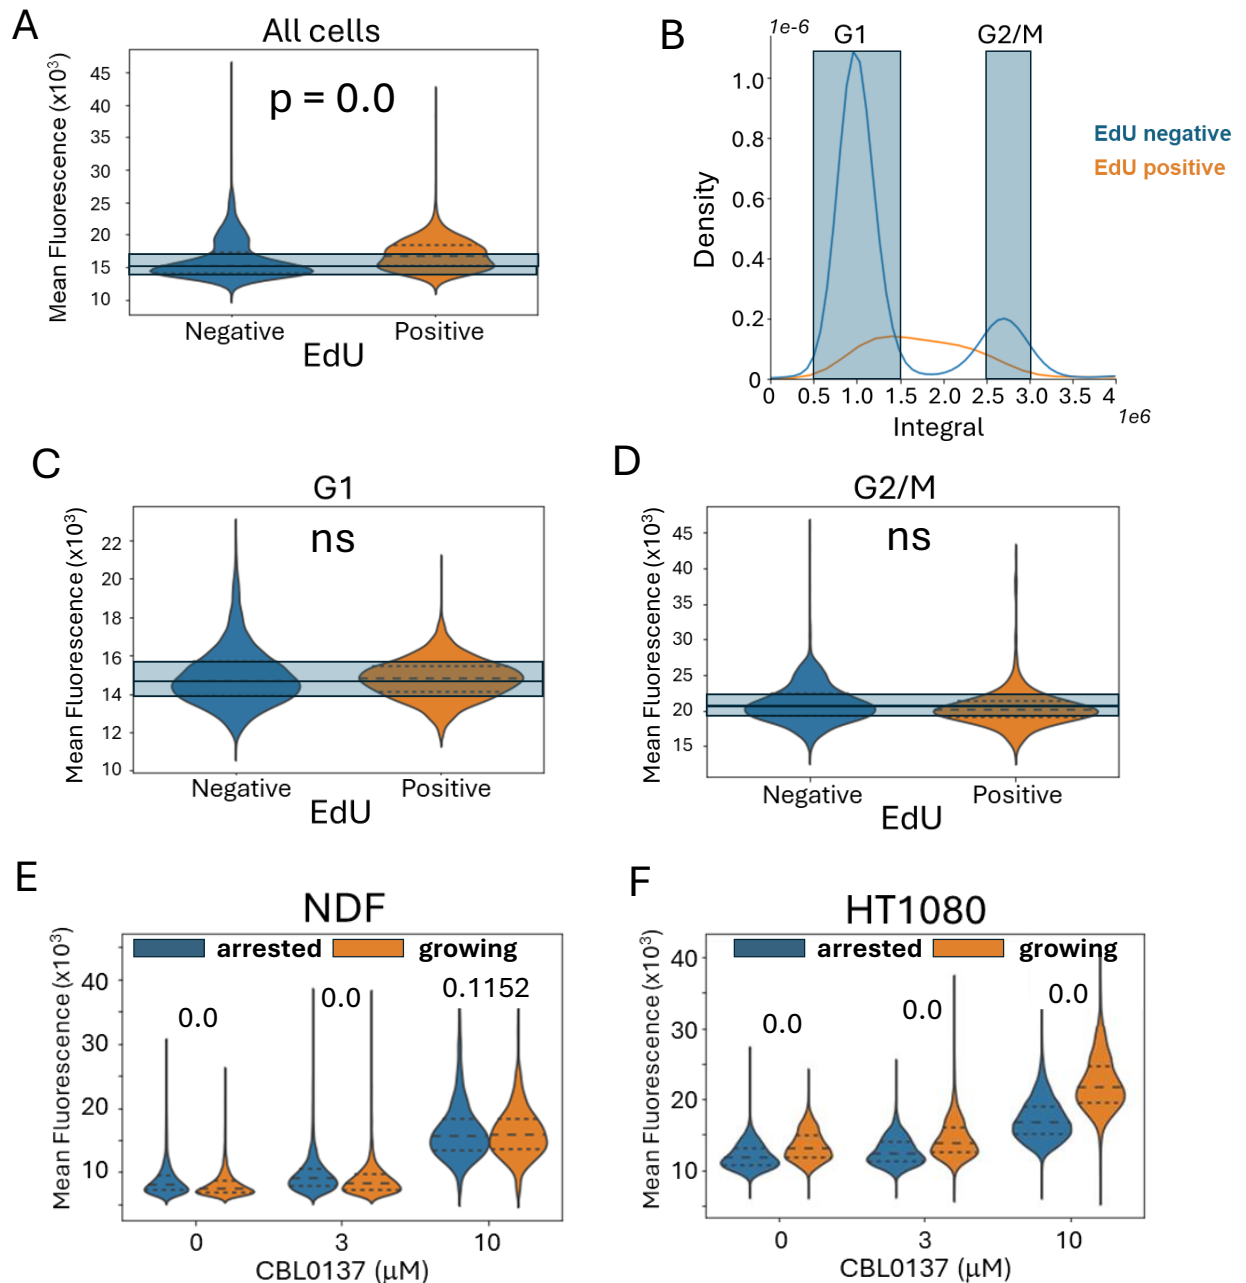 A
All cells
Mean Fluorescence (x10³)
45
40
35
30
25
20
15
10
p = 0.0
Negative
Positive
EdU
B
1e-6
G1
G2/M
Density
1.0
0.8
0.6
0.4
0.2
0
0 0.5 1.0 1.5 2.0 2.5 3.0 3.5 4
1e6
Integral
EdU negative
EdU positive
C
G1
Mean Fluorescence (x10³)
22
20
18
16
14
12
10
ns
Negative
Positive
EdU
D
G2/M
Mean Fluorescence (x10³)
45
40
35
30
25
20
15
ns
Negative
Positive
EdU
E
NDF
Mean Fluorescence (x10³)
arrested
growing
40
30
20
10
0.0
0.0
0.1152
0 3 10
CBL0137 (μM)
F
HT1080
Mean Fluorescence (x10³)
arrested
growing
40
30
20
10
0.0
0.0
0.0
0 3 10
CBL0137 (μM)